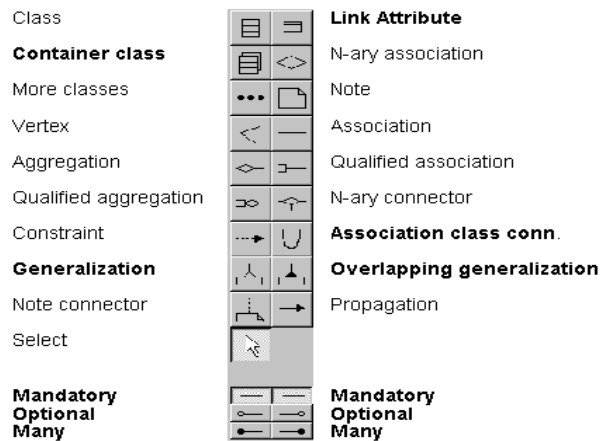 Class Link Attribute
Container class N-ary association
More classes Note
Vertex Association
Aggregation Qualified association
Qualified aggregation N-ary connector
Constraint Association class conn.
Generalization Overlapping generalization
Note connector Propagation
Select
Mandatory Mandatory
Optional Optional
Many Many